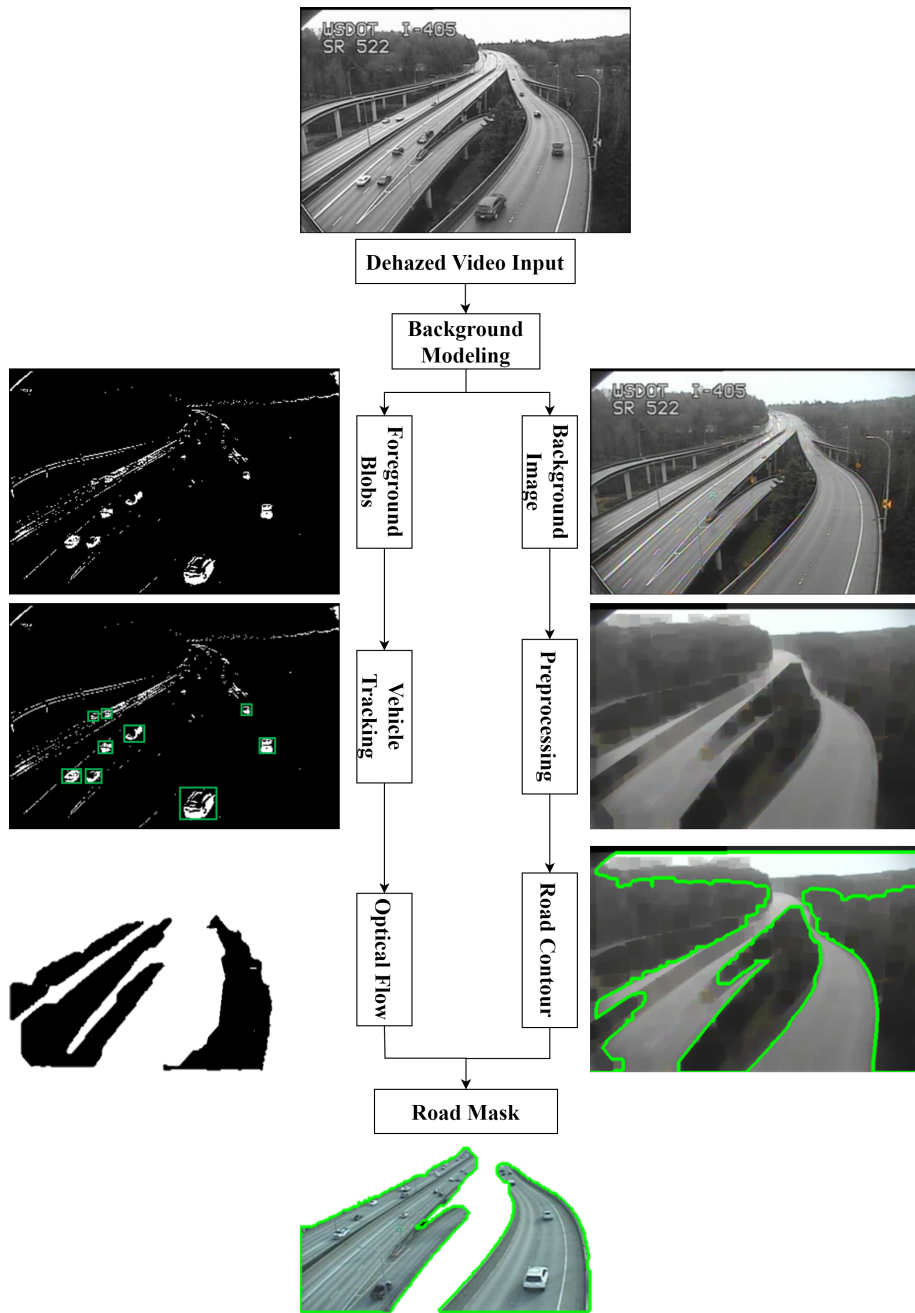 WSDOT I-405
SR 522
Dehazed Video Input
Background
Modeling
Foreground
Blobs
Background
Image
WSDOT I-405
SR 522
Vehicle
Tracking
Preprocessing
Optical Flow
Road Contour
Road Mask